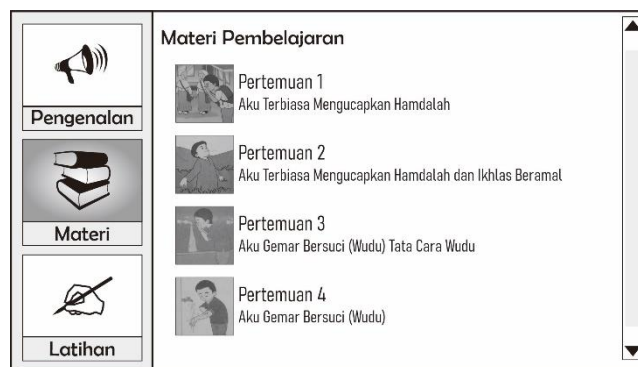 Pengenalan
Materi
Latihan
Materi Pembelajaran
Pertemuan 1
Aku Terbiasa Mengucapkan Hamdalah
Pertemuan 2
Aku Terbiasa Mengucapkan Hamdalah dan Ikhlas Beramal
Pertemuan 3
Aku Gemar Bersuci (Wudu) Tata Cara Wudu
Pertemuan 4
Aku Gemar Bersuci (Wudu)